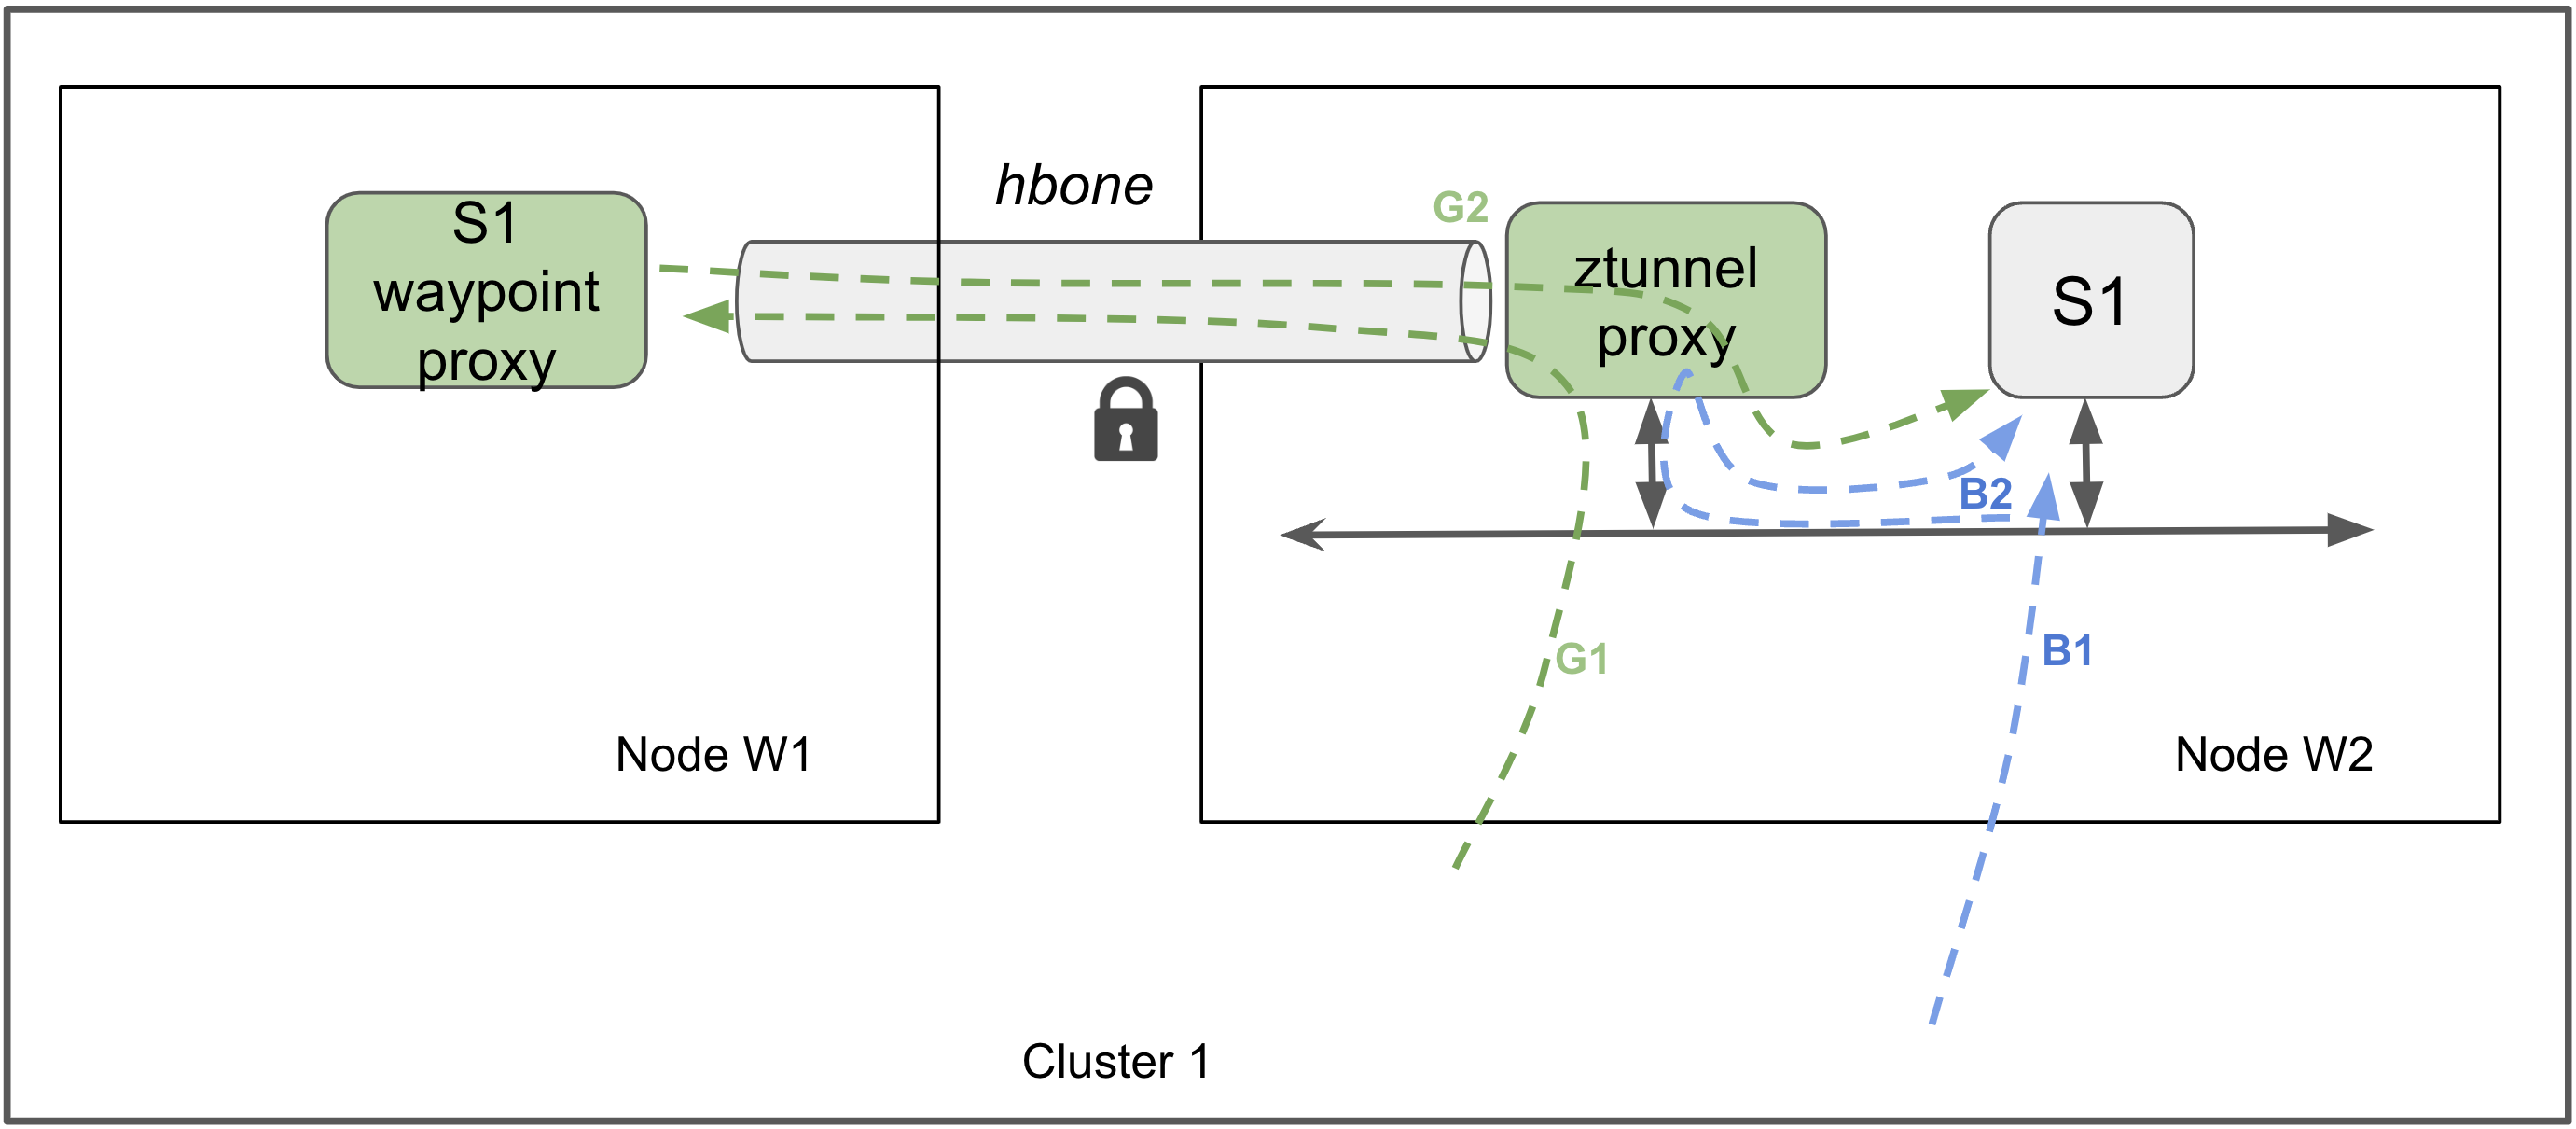 hbone
S1
waypoint
proxy
G2
ztunnel
proxy
S1
B2
G1
B1
Node W1
Node W2
Cluster 1